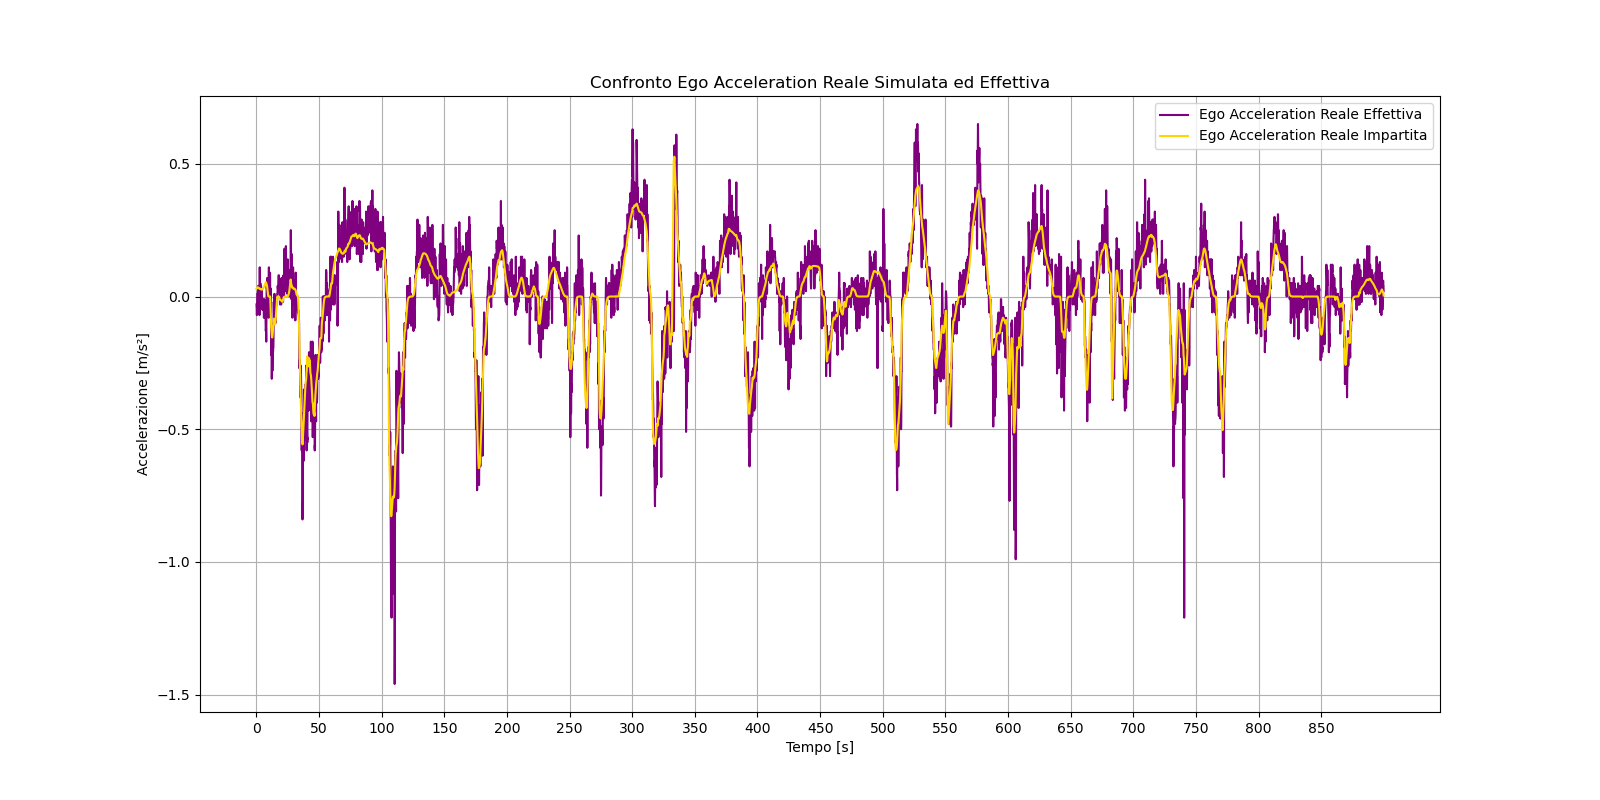 Confronto Ego Acceleration Reale Simulata ed Effettiva
Ego Acceleration Reale Effettiva
Ego Acceleration Reale Impartita
Accelerazione [m/s²]
0.5
0.0
−0.5
−1.0
−1.5
0 50 100 150 200 250 300 350 400 450 500 550 600 650 700 750 800 850
Tempo [s]